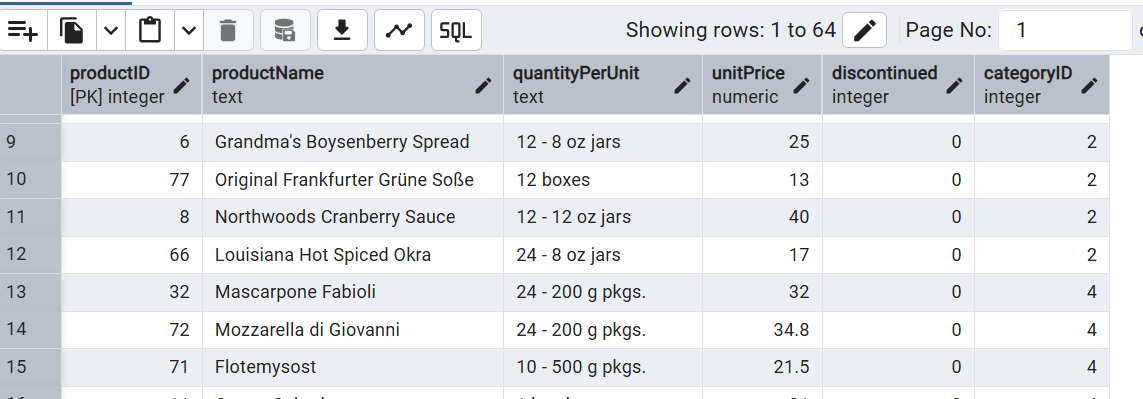 SQL Showing rows: 1 to 64 Page No: 1
productID productName quantityPerUnit unitPrice discontinued categoryID
[PK] integer text text numeric integer integer
9 6 Grandma's Boysenberry Spread 12 - 8 oz jars 25 0 2
10 77 Original Frankfurter Grüne Soße 12 boxes 13 0 2
11 8 Northwoods Cranberry Sauce 12 - 12 oz jars 40 0 2
12 66 Louisiana Hot Spiced Okra 24 - 8 oz jars 17 0 2
13 32 Mascarpone Fabioli 24 - 200 g pkgs. 32 0 4
14 72 Mozzarella di Giovanni 24 - 200 g pkgs. 34.8 0 4
15 71 Flotemysost 10 - 500 g pkgs. 21.5 0 4